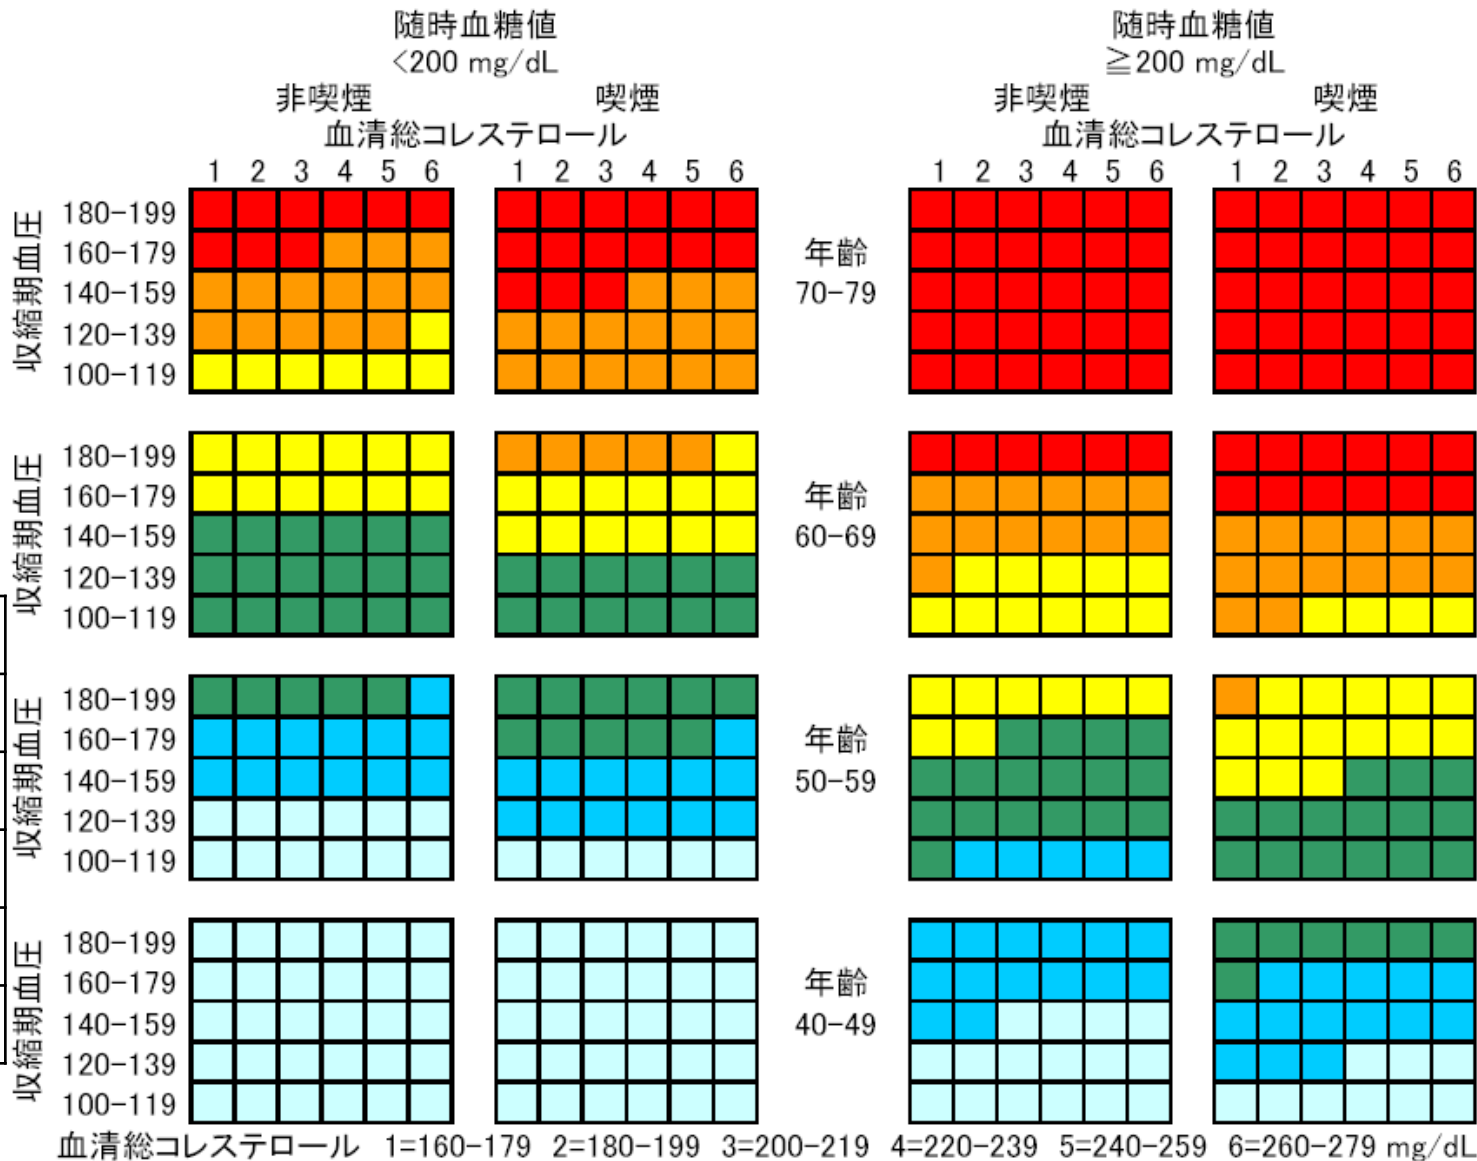 随時血糖値 随時血糖値
<200 mg/dL ≧200 mg/dL
非喫煙 喫煙 非喫煙 喫煙
血清総コレステロール 血清総コレステロール
1 2 3 4 5 6 1 2 3 4 5 6 1 2 3 4 5 6 1 2 3 4 5 6
収縮期血圧
180-199
160-179
140-159
120-139
100-119
年齢
70-79
収縮期血圧
180-199
160-179
140-159
120-139
100-119
年齢
60-69
収縮期血圧
180-199
160-179
140-159
120-139
100-119
年齢
50-59
収縮期血圧
180-199
160-179
140-159
120-139
100-119
年齢
40-49
血清総コレステロール 1=160-179 2=180-199 3=200-219 4=220-239 5=240-259 6=260-279 mg/dL